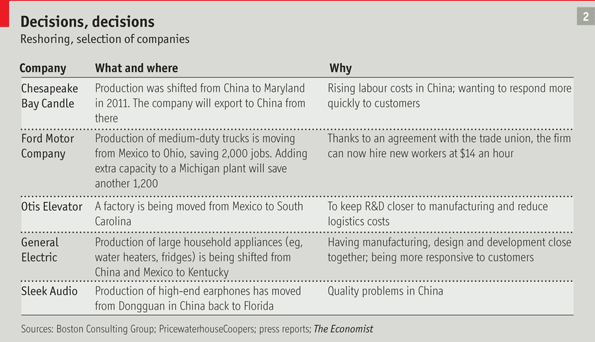 Decisions, decisions
2
Reshoring, selection of companies
Company What and where Why
Chesapeake Bay Candle
Production was shifted from China to Maryland
in 2011. The company will export to China from
there
Rising labour costs in China; wanting to respond more
quickly to customers
Ford Motor
Company
Production of medium-duty trucks is moving
from Mexico to Ohio, saving 2,000 jobs. Adding
extra capacity to a Michigan plant will save
another 1,200
Thanks to an agreement with the trade union, the firm
can now hire new workers at $14 an hour
Otis Elevator
A factory is being moved from Mexico to South
Carolina
To keep R&D closer to manufacturing and reduce
logistics costs
General
Electric
Production of large household appliances (eg,
water heaters, fridges) is being shifted from
China and Mexico to Kentucky
Having manufacturing, design and development close
together; being more responsive to customers
Sleek Audio
Production of high-end earphones has moved
from Dongguan in China back to Florida
Quality problems in China
Sources: Boston Consulting Group; PricewaterhouseCoopers; press reports; The Economist